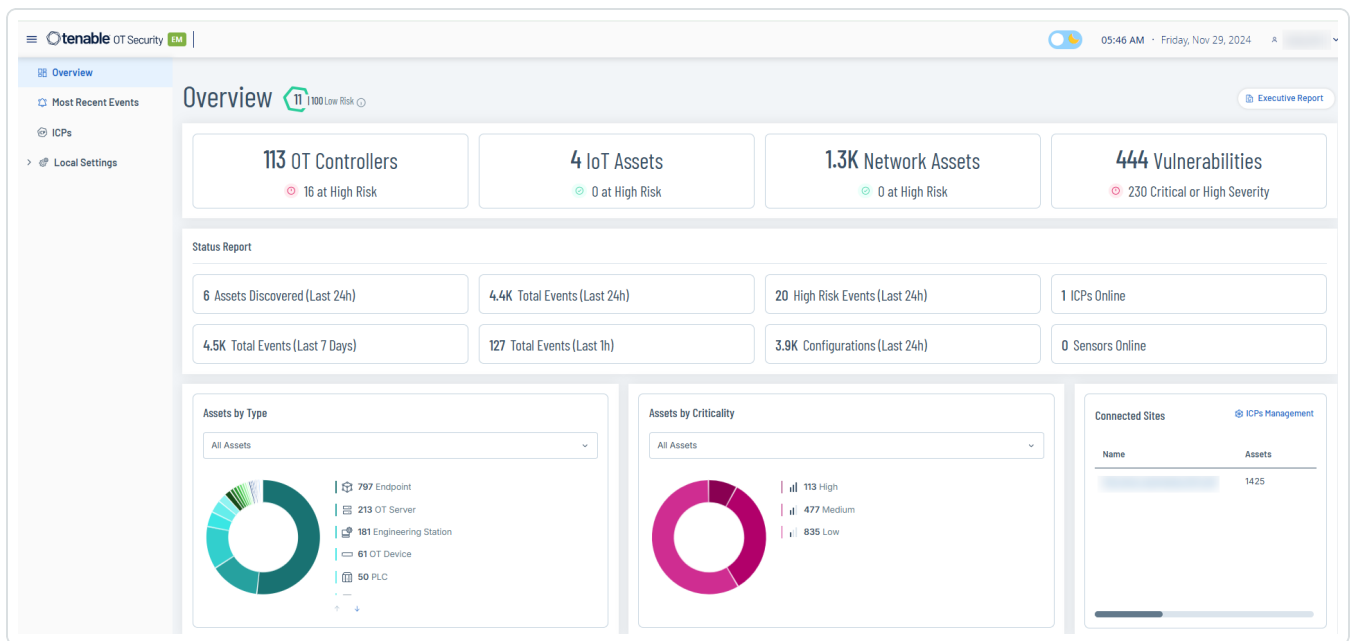 tenable OT Security EM
05:46 AM · Friday, Nov 29, 2024
Overview
Most Recent Events
ICPs
Local Settings
Overview 11 | 100 Low Risk
Executive Report
113 OT Controllers
16 at High Risk
4 IoT Assets
0 at High Risk
1.3K Network Assets
0 at High Risk
444 Vulnerabilities
230 Critical or High Severity
Status Report
6 Assets Discovered (Last 24h)
4.4K Total Events (Last 24h)
20 High Risk Events (Last 24h)
1 ICPs Online
4.5K Total Events (Last 7 Days)
127 Total Events (Last 1h)
3.9K Configurations (Last 24h)
0 Sensors Online
Assets by Type
All Assets
797 Endpoint
213 OT Server
181 Engineering Station
61 OT Device
50 PLC
Assets by Criticality
All Assets
113 High
477 Medium
835 Low
Connected Sites
ICPs Management
Name Assets
1425